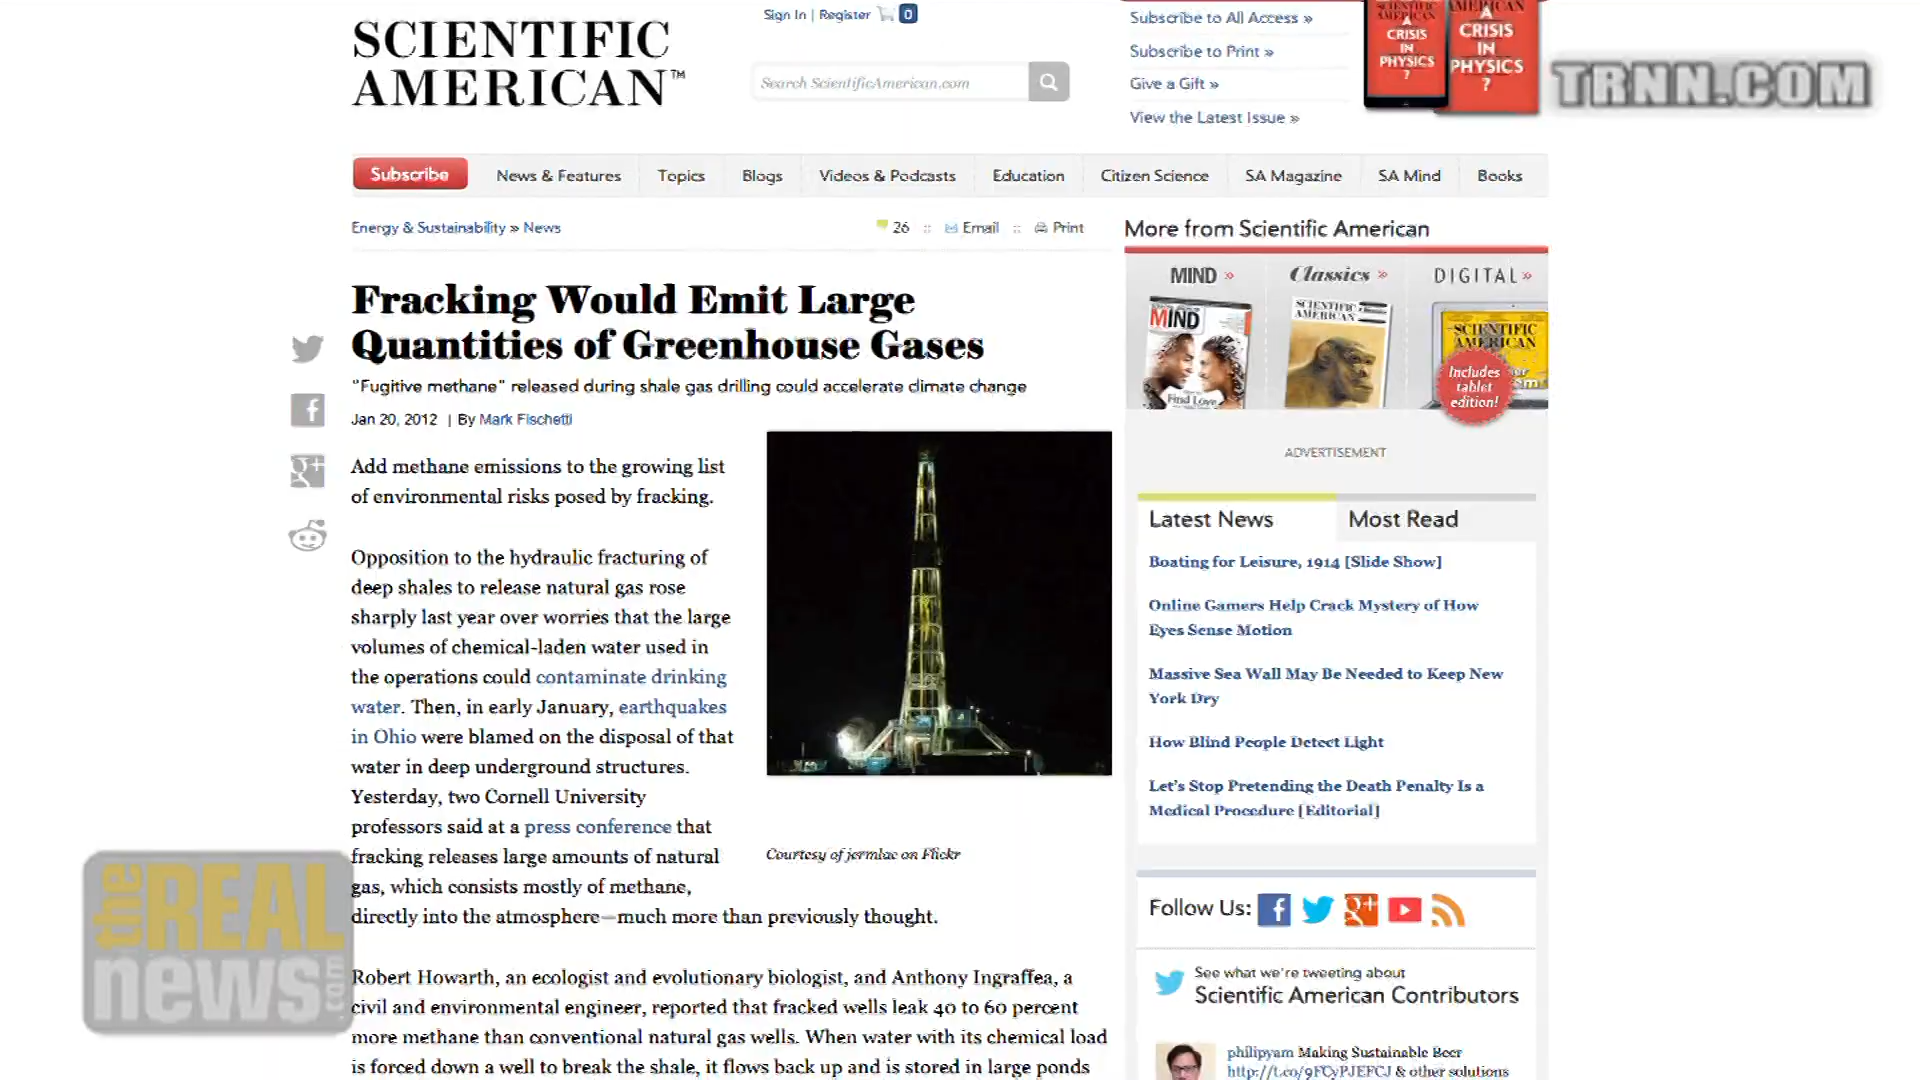 SCIENTIFIC
AMERICAN™
Sign In | Register
0
Search ScientificAmerican.com
Subscribe to All Access »
Subscribe to Print »
Give a Gift »
View the Latest Issue »
SCIENTIFIC
AMERICAN
A
CRISIS
IN
PHYSICS
?
AMERICAN
A
CRISIS
IN
PHYSICS
?
TRNN.COM
Subscribe
News & Features
Topics
Blogs
Videos & Podcasts
Education
Citizen Science
SA Magazine
SA Mind
Books
Energy & Sustainability » News
26 :: Email :: Print
More from Scientific American
MIND »
Classics »
DIGITAL »
MIND
Find Love
SCIENTIFIC
AMERICAN
SCIENTIFIC
AMERICAN
Includes
tablet
edition!
Fracking Would Emit Large
Quantities of Greenhouse Gases
"Fugitive methane" released during shale gas drilling could accelerate climate change
Jan 20, 2012 | By Mark Fischetti
Add methane emissions to the growing list
of environmental risks posed by fracking.
Opposition to the hydraulic fracturing of
deep shales to release natural gas rose
sharply last year over worries that the large
volumes of chemical-laden water used in
the operations could contaminate drinking
water. Then, in early January, earthquakes
in Ohio were blamed on the disposal of that
water in deep underground structures.
Yesterday, two Cornell University
professors said at a press conference that
fracking releases large amounts of natural
gas, which consists mostly of methane,
directly into the atmosphere—much more than previously thought.
Courtesy of jermlac on Flickr
Robert Howarth, an ecologist and evolutionary biologist, and Anthony Ingraffea, a
civil and environmental engineer, reported that fracked wells leak 40 to 60 percent
more methane than conventional natural gas wells. When water with its chemical load
is forced down a well to break the shale, it flows back up and is stored in large ponds
ADVERTISEMENT
Latest News
Most Read
Boating for Leisure, 1914 [Slide Show]
Online Gamers Help Crack Mystery of How
Eyes Sense Motion
Massive Sea Wall May Be Needed to Keep New
York Dry
How Blind People Detect Light
Let's Stop Pretending the Death Penalty Is a
Medical Procedure [Editorial]
Follow Us:
See what we're tweeting about
Scientific American Contributors
philipyam Making Sustainable Beer
http://t.co/9FCyPJEFCJ & other solutions
the REAL
news.com